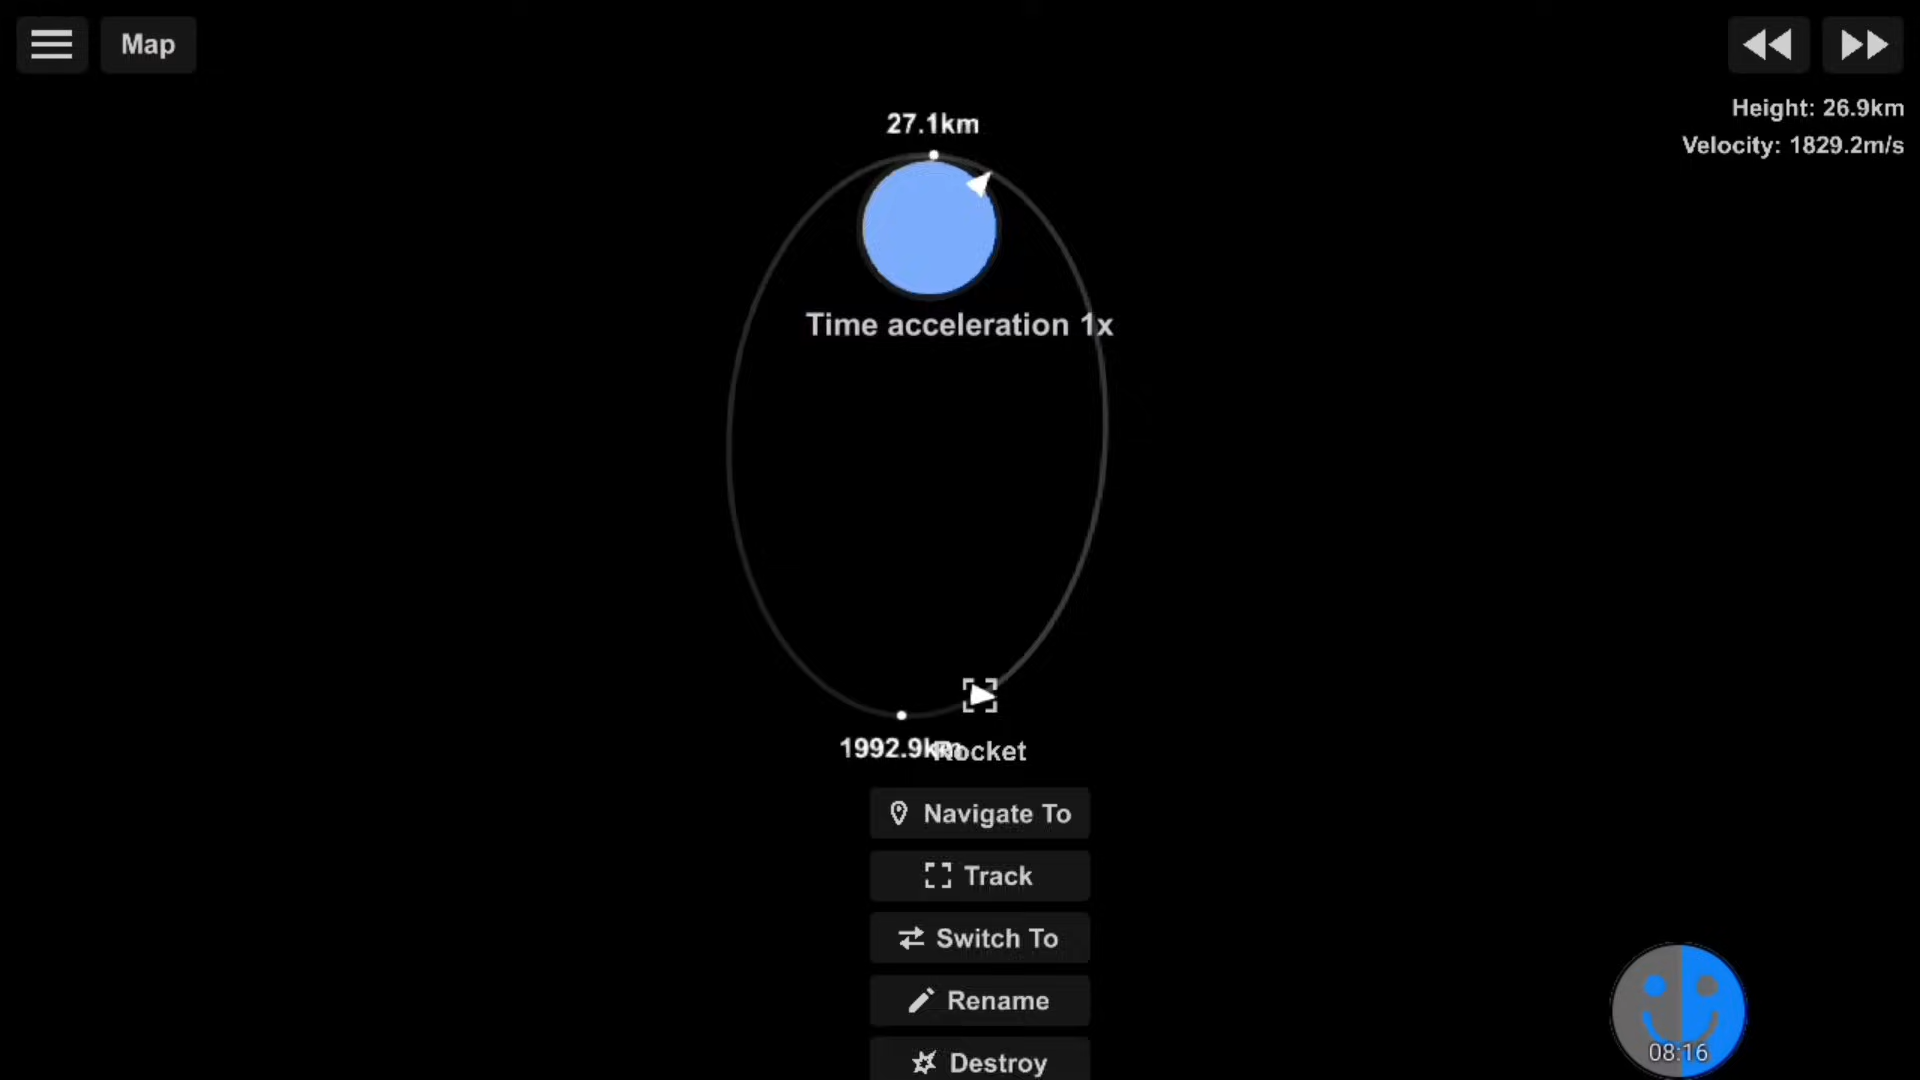 Map
Height: 26.9km
Velocity: 1829.2m/s
27.1km
Time acceleration 1x
1992.9km
Rocket
Navigate To
Track
Switch To
Rename
Destroy
08:16